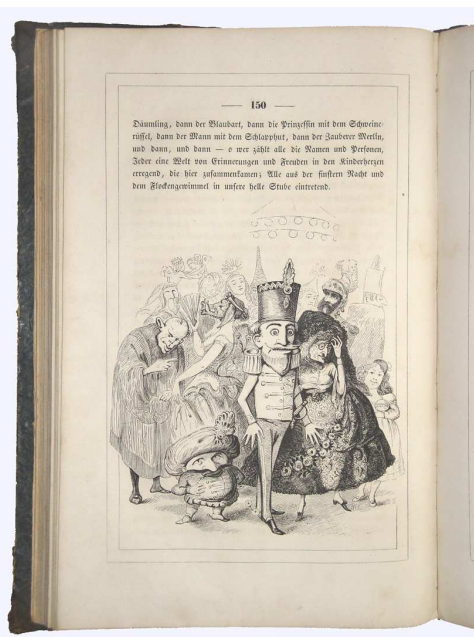 — 150 —
Däumling, dann der Blaubart, dann die Prinzessin mit dem Schweine-
rüssel, dann der Mann mit dem Schlapphut, dann der Zauberer Merlin,
und dann, und dann — o wer zählt alle die Namen und Personen,
Jeder eine Welt von Erinnerungen und Freuden in den Kinderherzen
erregend, die hier zusammenkamen; Alle aus der finstern Nacht und
dem Flockengewimmel in unsere helle Stube eintretend.